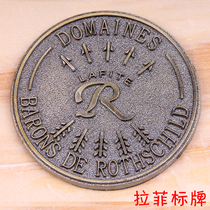 DOMAINES
LAFITE
R
BARONS DE ROTHSCHILD
拉菲标牌